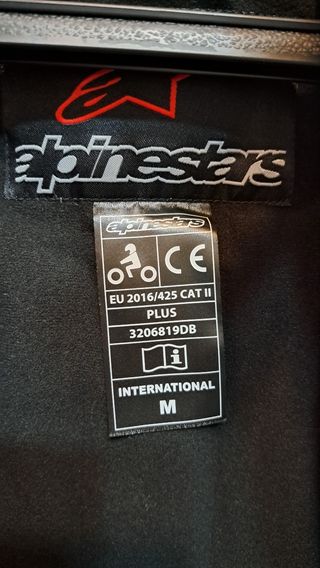 alpinestars
alpinestars
CE
EU 2016/425 CAT II
PLUS
3206819DB
i
INTERNATIONAL
M